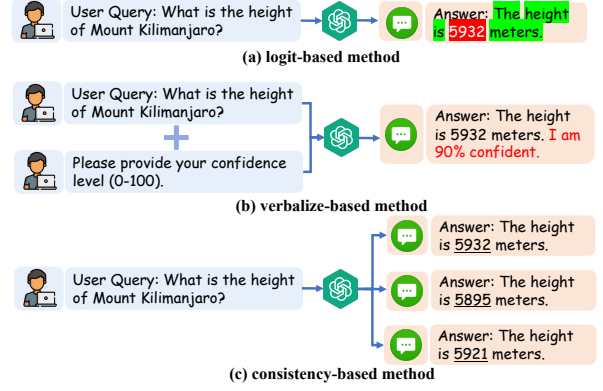 User Query: What is the height
of Mount Kilimanjaro?
Answer: The height
is 5932 meters.
(a) logit-based method
User Query: What is the height
of Mount Kilimanjaro?
Please provide your confidence
level (0-100).
Answer: The height
is 5932 meters. I am
90% confident.
(b) verbalize-based method
User Query: What is the height
of Mount Kilimanjaro?
Answer: The height
is 5932 meters.
Answer: The height
is 5895 meters.
Answer: The height
is 5921 meters.
(c) consistency-based method